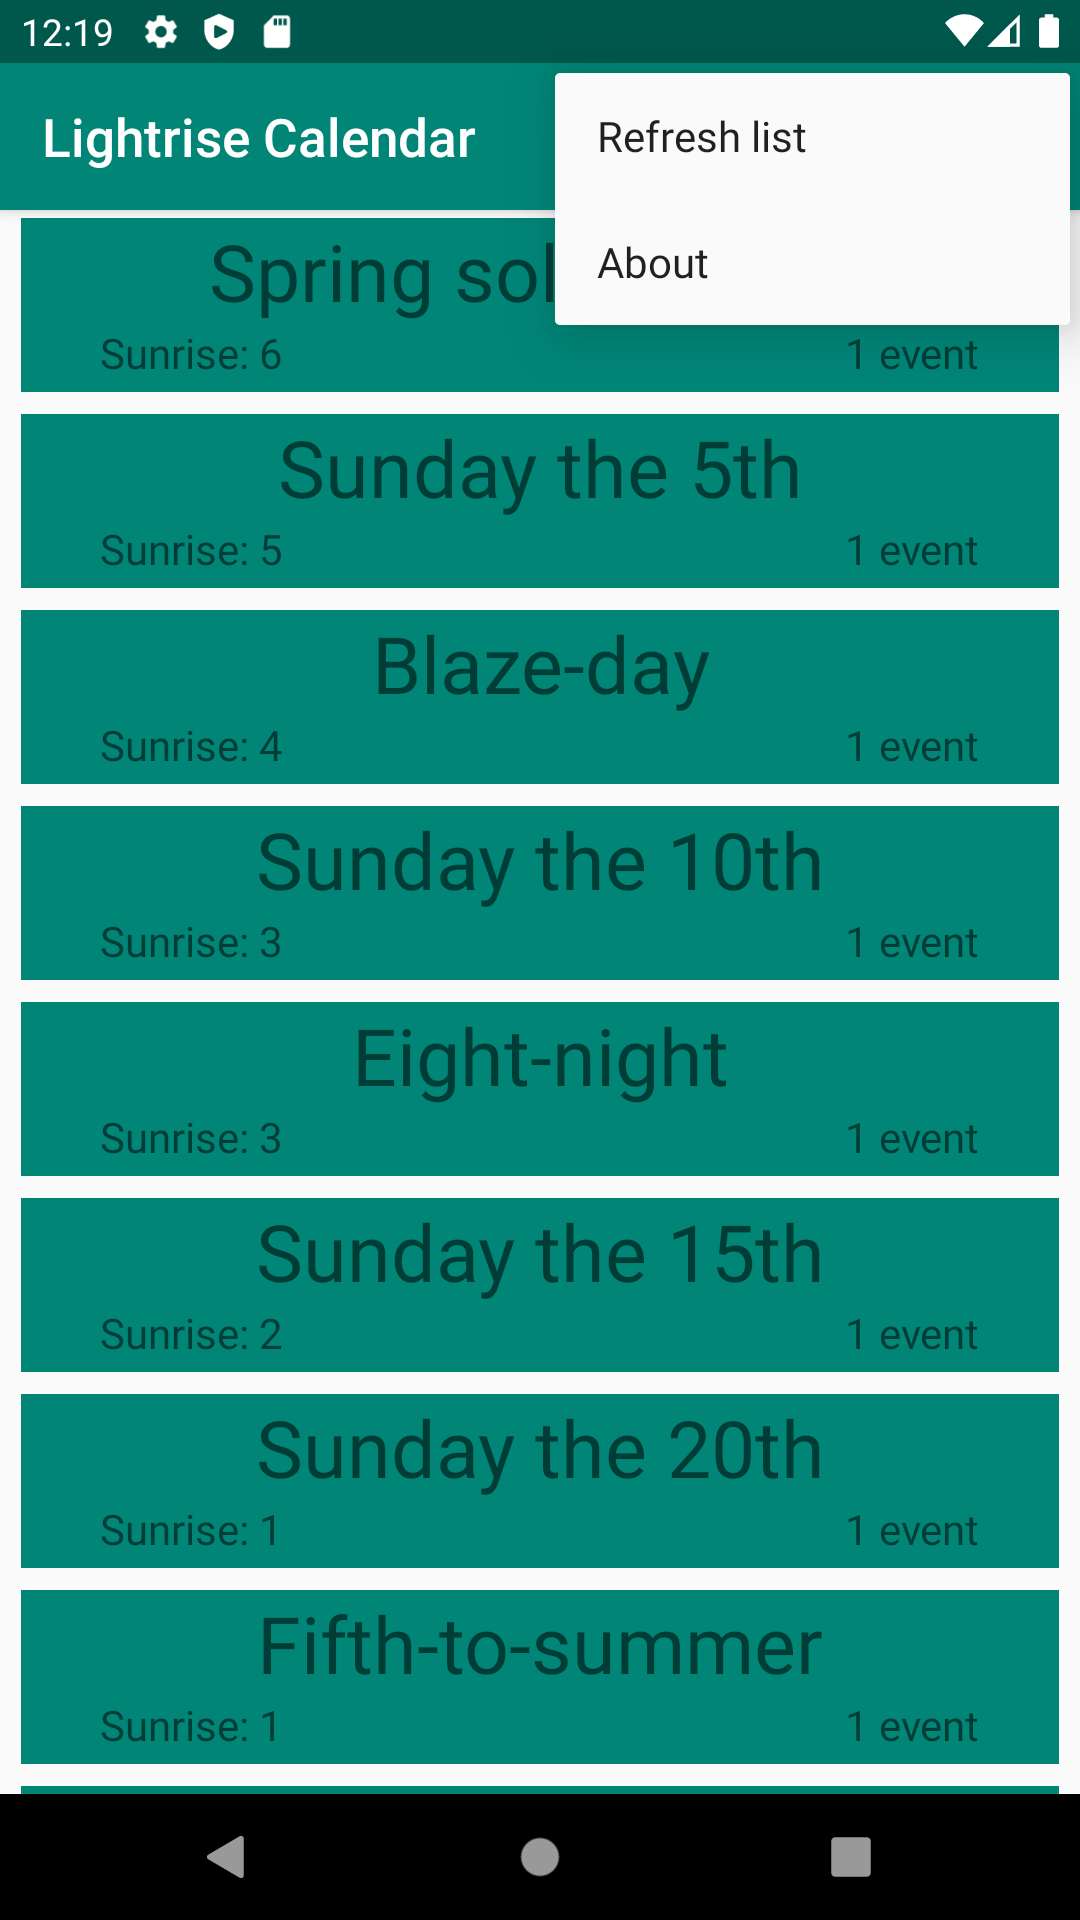 12:19
Lightrise Calendar
Refresh list
About
Spring
Sunrise: 6
1 event
Sunday the 5th
Sunrise: 5
1 event
Blaze-day
Sunrise: 4
1 event
Sunday the 10th
Sunrise: 3
1 event
Eight-night
Sunrise: 3
1 event
Sunday the 15th
Sunrise: 2
1 event
Sunday the 20th
Sunrise: 1
1 event
Fifth-to-summer
Sunrise: 1
1 event